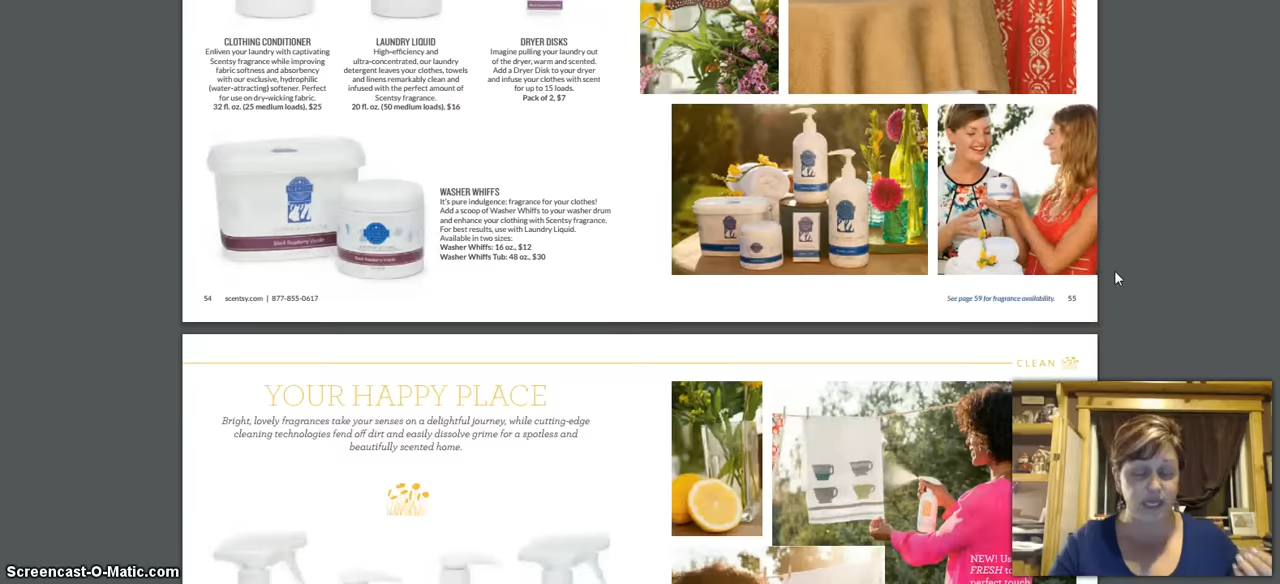 CLOTHING CONDITIONER
Enliven your laundry with captivating
Scentsy fragrance while improving
fabric softness and absorbency
with our exclusive, hydrophilic
(water-attracting) softener. Perfect
for use on dry-wicking fabric.
32 fl. oz. (25 medium loads), $25
LAUNDRY LIQUID
High-efficiency and
ultra-concentrated, our laundry
detergent leaves your clothes, towels
and linens remarkably clean and
infused with the perfect amount of
Scentsy fragrance.
20 fl. oz. (50 medium loads), $16
DRYER DISKS
Imagine pulling your laundry out
of the dryer, warm and scented.
Add a Dryer Disk to your dryer
and infuse your clothes with scent
for up to 15 loads.
Pack of 2, $7
WASHER WHIFFS
It's pure indulgence: fragrance for your clothes!
Add a scoop of Washer Whiffs to your washer drum
and enhance your clothing with Scentsy fragrance.
For best results, use with Laundry Liquid.
Available in two sizes:
Washer Whiffs: 16 oz., $12
Washer Whiffs Tub: 48 oz., $30
Black Raspberry Vanilla
54 scentsy.com | 877-855-0617
See page 59 for fragrance availability. 55
CLEAN
YOUR HAPPY PLACE
Bright, lovely fragrances take your senses on a delightful journey, while cutting-edge
cleaning technologies fend off dirt and easily dissolve grime for a spotless and
beautifully scented home.
NEW! Us
FRESH to
perfect touch
Screencast-O-Matic.com